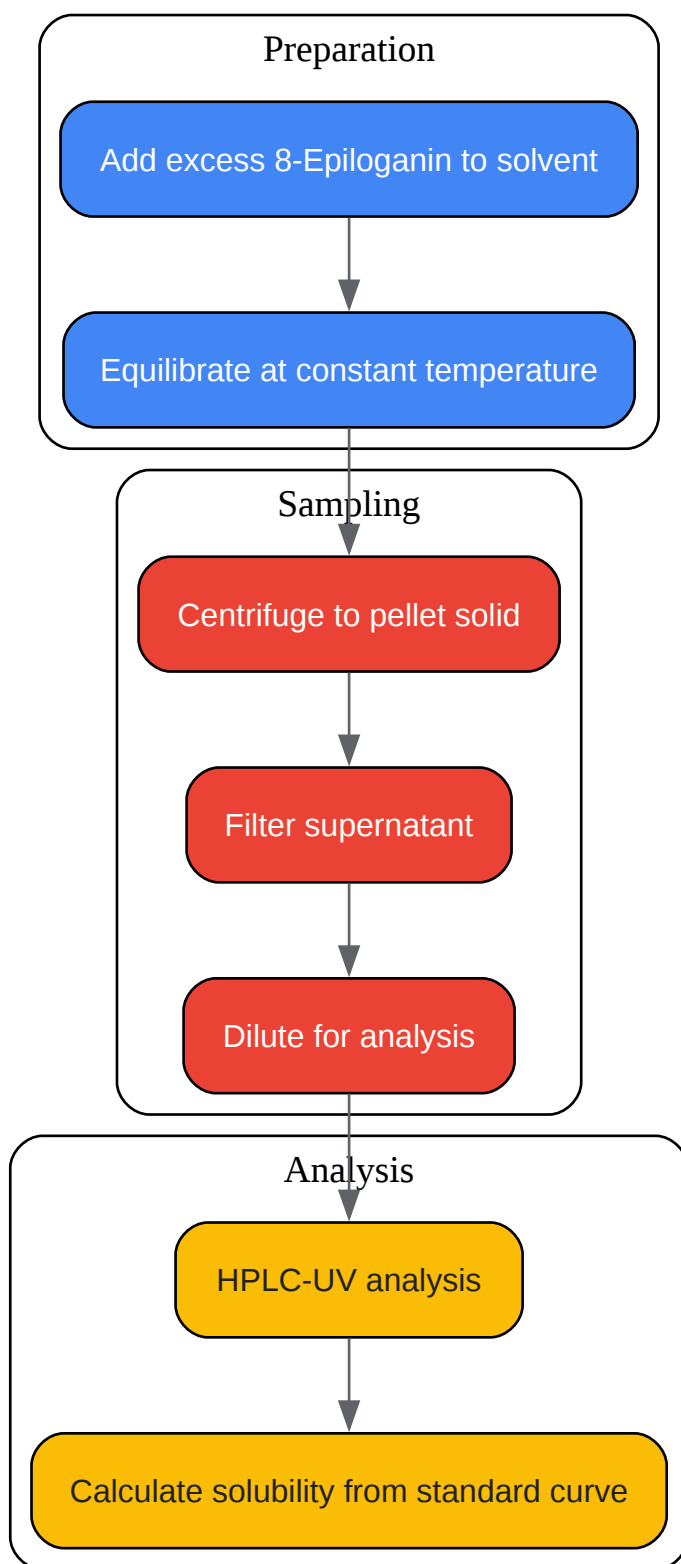 Preparation
Add excess 8-Epiloganin to solvent
Equilibrate at constant temperature
Sampling
Centrifuge to pellet solid
Filter supernatant
Dilute for analysis
Analysis
HPLC-UV analysis
Calculate solubility from standard curve